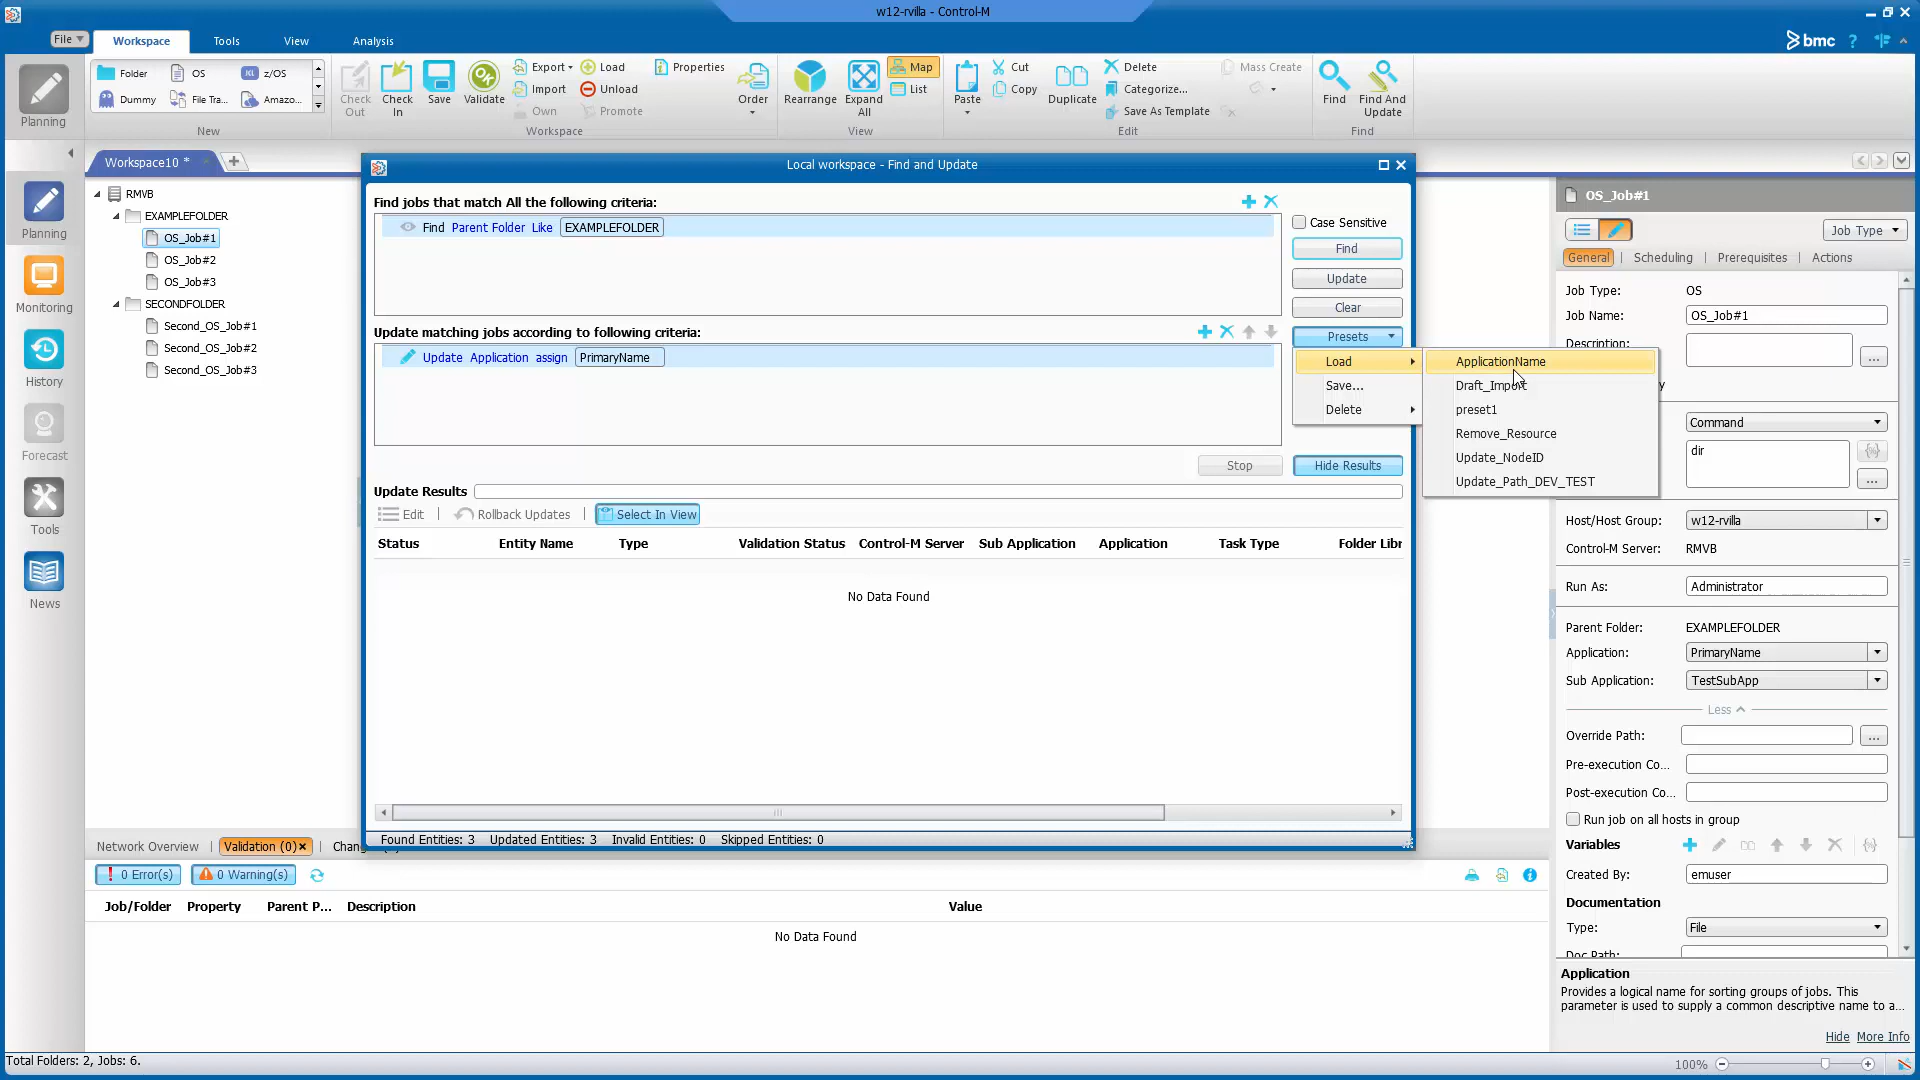 w12-rvilla - Control-M
File
Workspace
Tools
View
Analysis
bmc
?
Planning
Folder
OS
z/OS
Dummy
File Tra...
Amazo...
New
Check Out
Check In
Save
Validate
Export
Import
Own
Load
Unload
Promote
Properties
Order
Workspace
Rearrange
Expand All
Map
List
View
Paste
Cut
Copy
Duplicate
Delete
Categorize...
Save As Template
Mass Create
Edit
Find
Find And Update
Find
Workspace10 *
RMVB
EXAMPLEFOLDER
OS_Job#1
OS_Job#2
OS_Job#3
SECONDFOLDER
Second_OS_Job#1
Second_OS_Job#2
Second_OS_Job#3
Planning
Monitoring
History
Forecast
Tools
News
Local workspace - Find and Update
Find jobs that match All the following criteria:
Find Parent Folder Like EXAMPLEFOLDER
Case Sensitive
Find
Update
Clear
Presets
Update matching jobs according to following criteria:
Update Application assign PrimaryName
Load
Save...
Delete
ApplicationName
Draft_Import
preset1
Remove_Resource
Update_NodeID
Update_Path_DEV_TEST
Stop
Hide Results
Update Results
Edit
Rollback Updates
Select In View
Status Entity Name Type Validation Status Control-M Server Sub Application Application Task Type Folder Libr
No Data Found
Found Entities: 3 Updated Entities: 3 Invalid Entities: 0 Skipped Entities: 0
OS_Job#1
Job Type
General
Scheduling
Prerequisites
Actions
Job Type: OS
Job Name: OS_Job#1
Description:
...
y
Command
dir
...
Host/Host Group: w12-rvilla
Control-M Server: RMVB
Run As: Administrator
Parent Folder: EXAMPLEFOLDER
Application: PrimaryName
Sub Application: TestSubApp
Less
Override Path:
...
Pre-execution Co...
Post-execution Co...
Run job on all hosts in group
Variables
Created By: emuser
Documentation
Type: File
Doc Path:
Application
Provides a logical name for sorting groups of jobs. This
parameter is used to supply a common descriptive name to a...
Hide More Info
Network Overview
Validation (0)
0 Error(s)
0 Warning(s)
Job/Folder Property Parent P... Description Value
No Data Found
Total Folders: 2, Jobs: 6.
100%